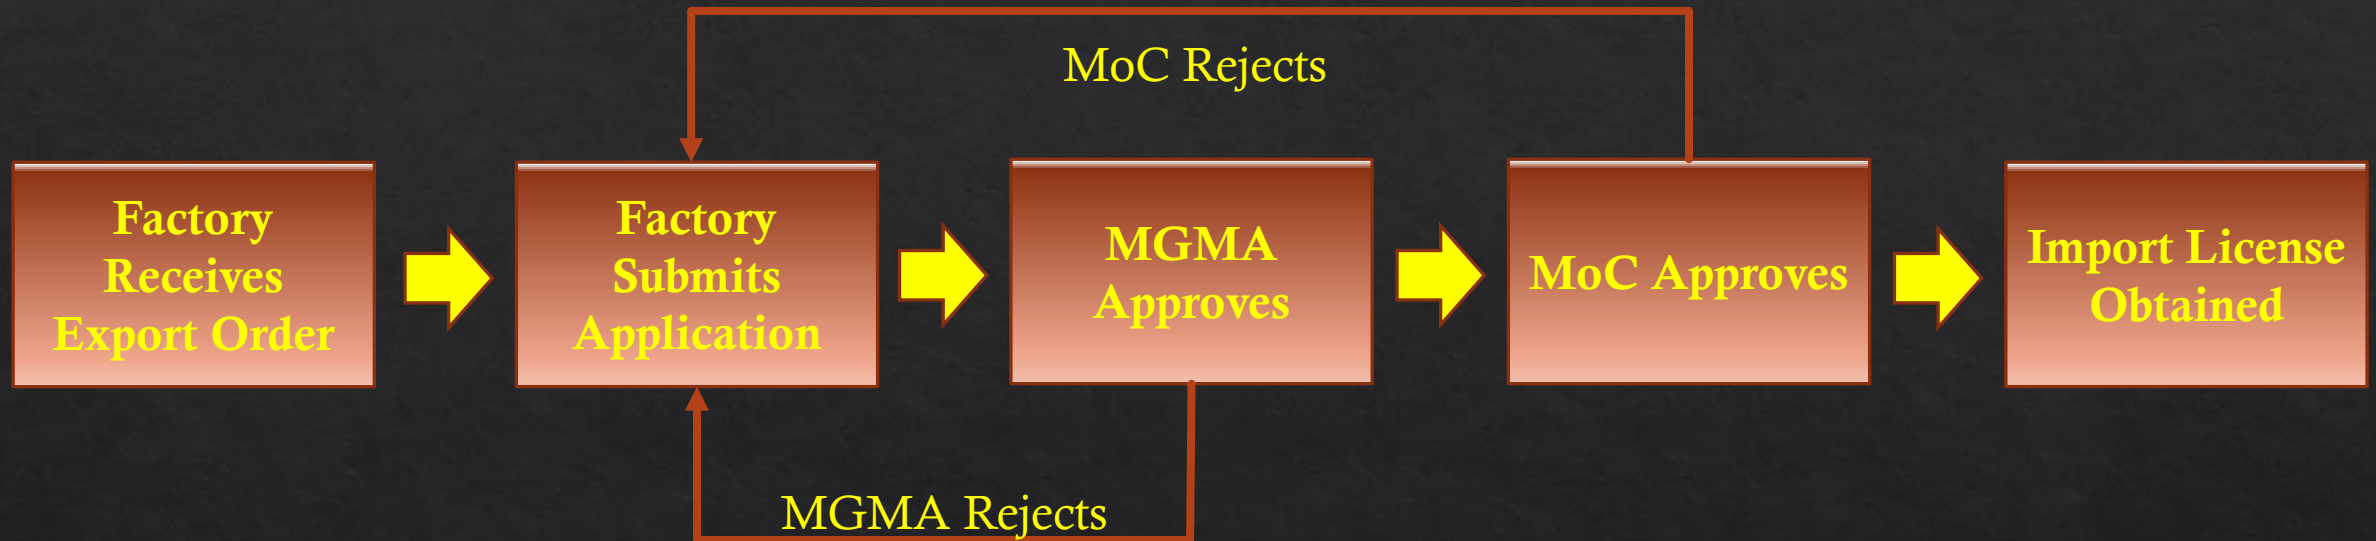 MoC Rejects
Factory
Receives
Export Order
Factory
Submits
Application
MGMA
Approves
MoC Approves
Import License
Obtained
MGMA Rejects